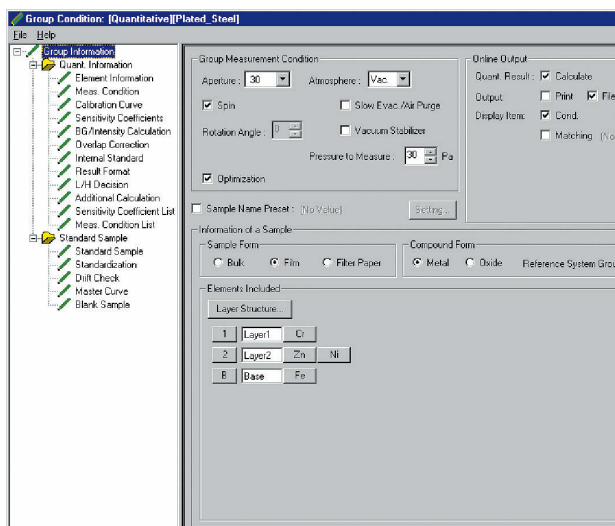 Group Condition: [Quantitative][Plated_Steel]
File Help
Group Information
Quant. Information
Element Information
Meas. Condition
Calibration Curve
Sensitivity Coefficients
BG/Intensity Calculation
Overlap Correction
Internal Standard
Result Format
L/H Decision
Additional Calculation
Sensitivity Coefficient List
Meas. Condition List
Standard Sample
Standard Sample
Standardization
Drift Check
Master Curve
Blank Sample
Group Measurement Condition
Aperture : 30 Atmosphere : Vac.
Spin Slow Evac./Air Purge
Rotation Angle : 0 Vacuum Stabilizer
Pressure to Measure : 30 Pa
Optimization
Online Output
Quant. Result : Calculate
Output: Print File
Display Item: Cond.
Matching (No
Sample Name Preset : (No Value) Setting...
Information of a Sample
Sample Form
Bulk Film Filter Paper
Compound Form
Metal Oxide Reference System Grou
Elements Included
Layer Structure...
1 Layer1 Cr
2 Layer2 Zn Ni
B Base Fe